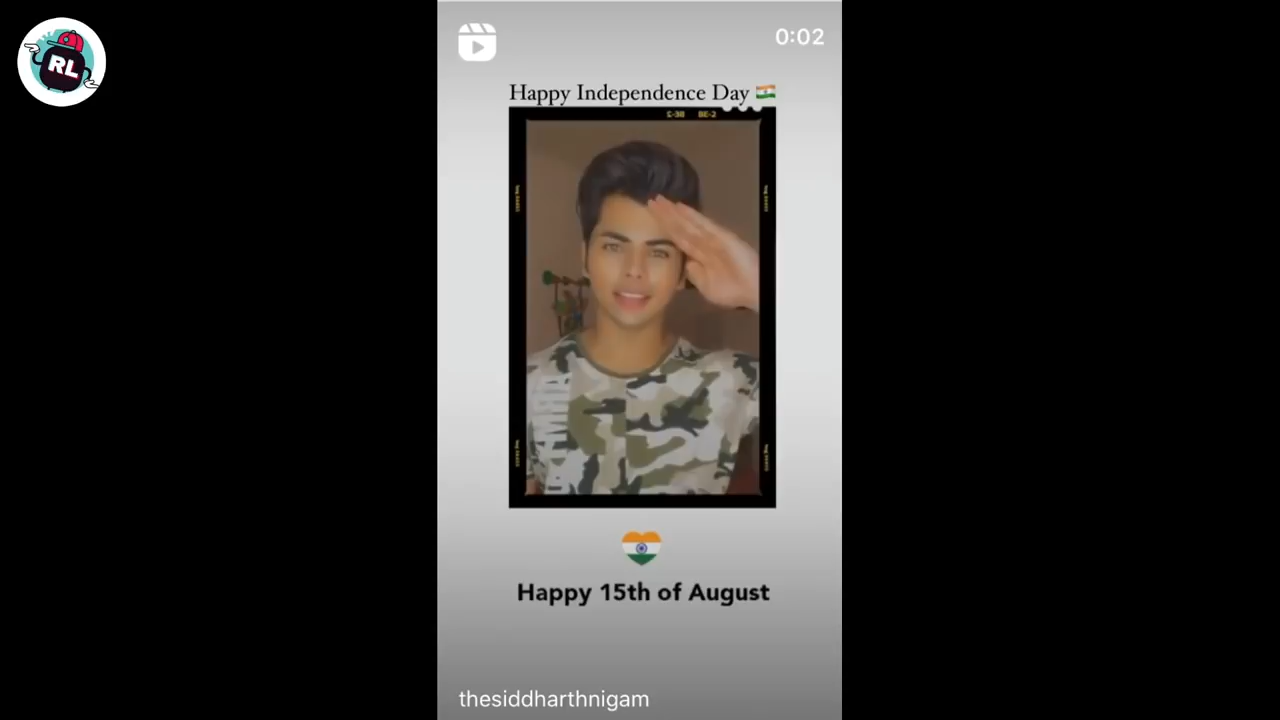 RL
0:02
Happy Independence Day 🇮🇳
Happy 15th of August
thesiddharthnigam